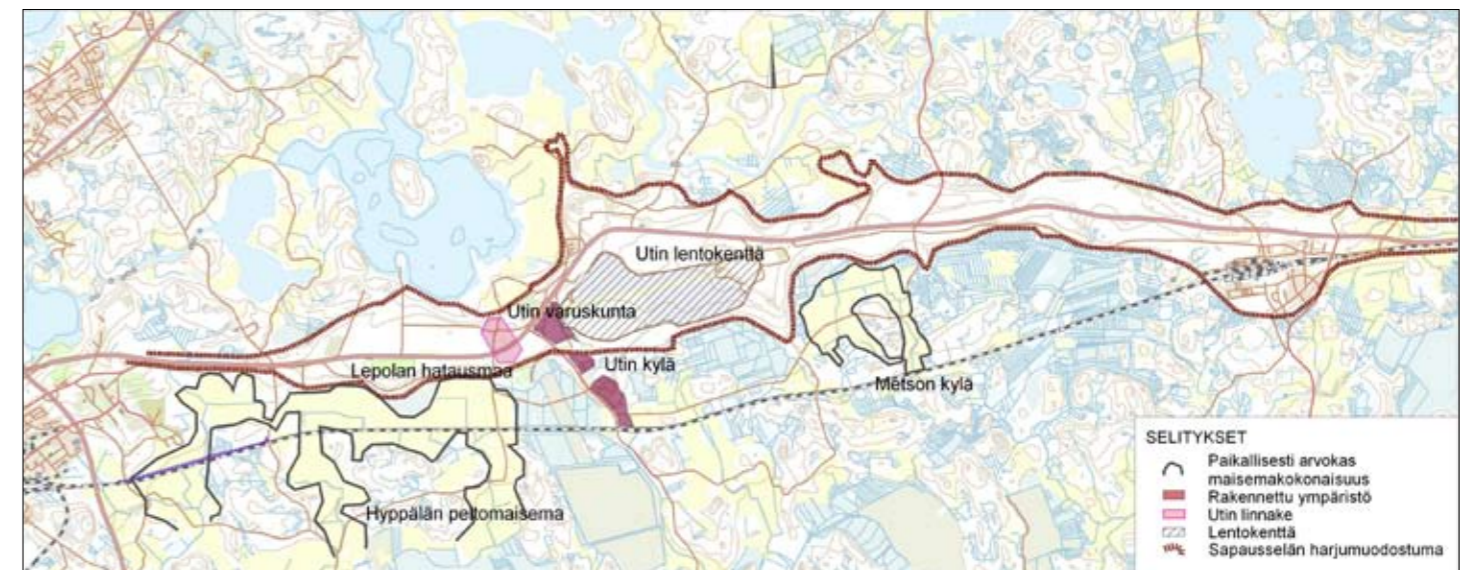 Utin lentokenttä
Utin varuskunta
Utin kylä
Lepolan hatausmaa
Metson kylä
Hyppälän peltomaisema
SELITYKSET
Paikallisesti arvokas
maisemakokonaisuus
Rakennettu ympäristö
Utin linnake
Lentokenttä
Sapausselän harjumuodostuma